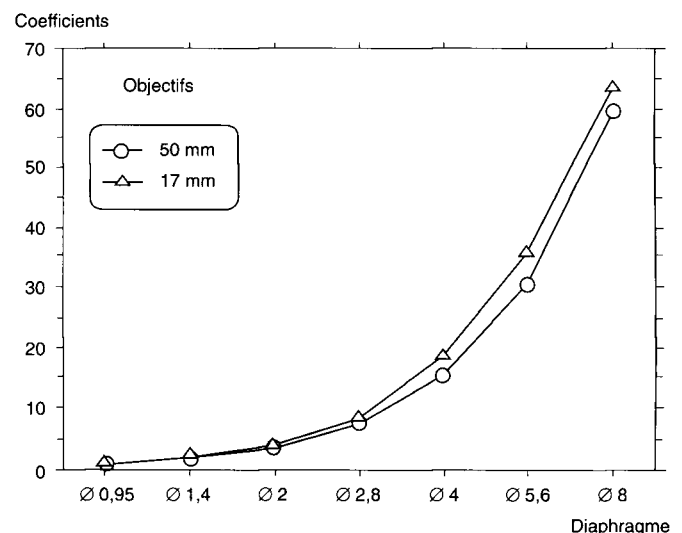 Coefficients
70
60
50
40
30
20
10
0
Objectifs
50 mm
17 mm
Ø 0,95 Ø 1,4 Ø 2 Ø 2,8 Ø 4 Ø 5,6 Ø 8
Diaphragme